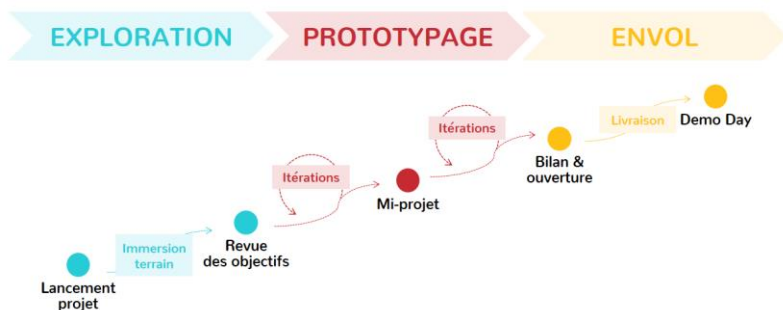 EXPLORATION
PROTOTYPAGE
ENVOL
Lancement
projet
Immersion
terrain
Revue
des objectifs
Itérations
Mi-projet
Itérations
Bilan &
ouverture
Livraison
Demo Day